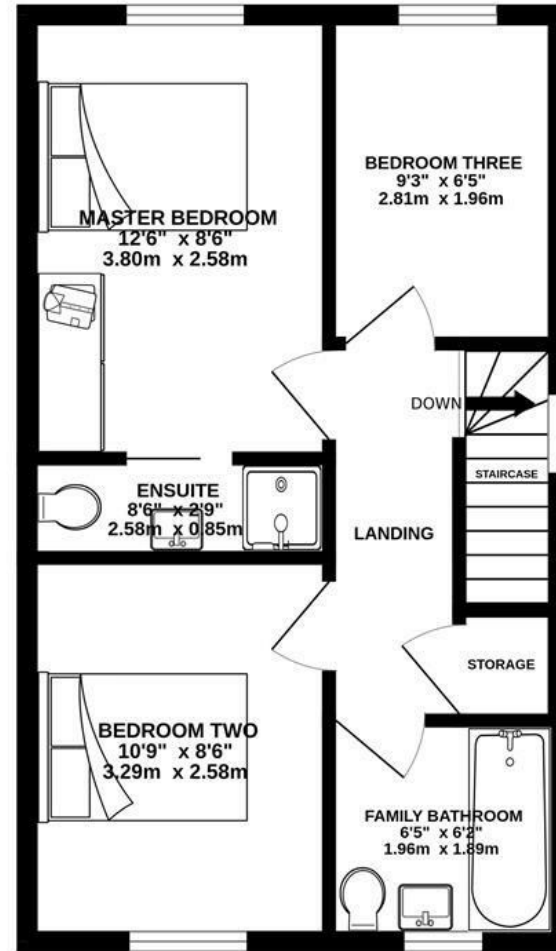 BEDROOM THREE
9'3" x 6'5"
2.81m x 1.96m
MASTER BEDROOM
12'6" x 8'6"
3.80m x 2.58m
DOWN
STAIRCASE
ENSUITE
8'6" x 2'9"
2.58m x 0.85m
LANDING
STORAGE
BEDROOM TWO
10'9" x 8'6"
3.29m x 2.58m
FAMILY BATHROOM
6'5" x 6'2"
1.96m x 1.89m